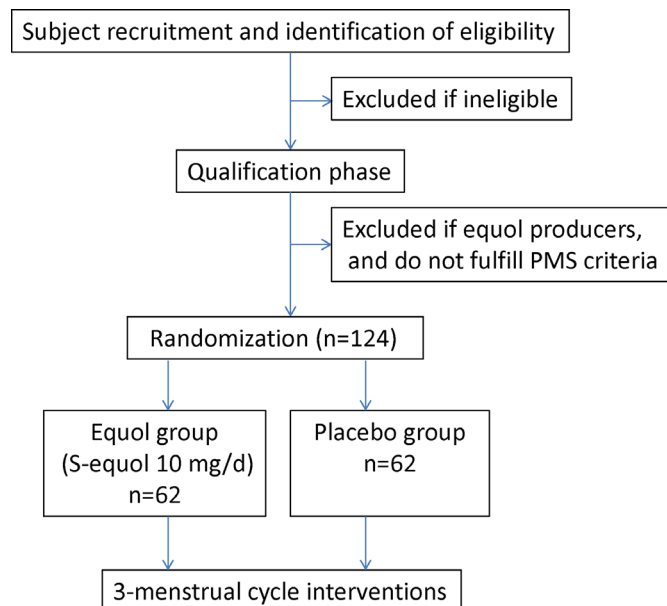 Subject recruitment and identification of eligibility
Excluded if ineligible
Qualification phase
Excluded if equol producers,
and do not fulfill PMS criteria
Randomization (n=124)
Equol group
(S-equol 10 mg/d)
n=62
Placebo group
n=62
3-menstrual cycle interventions